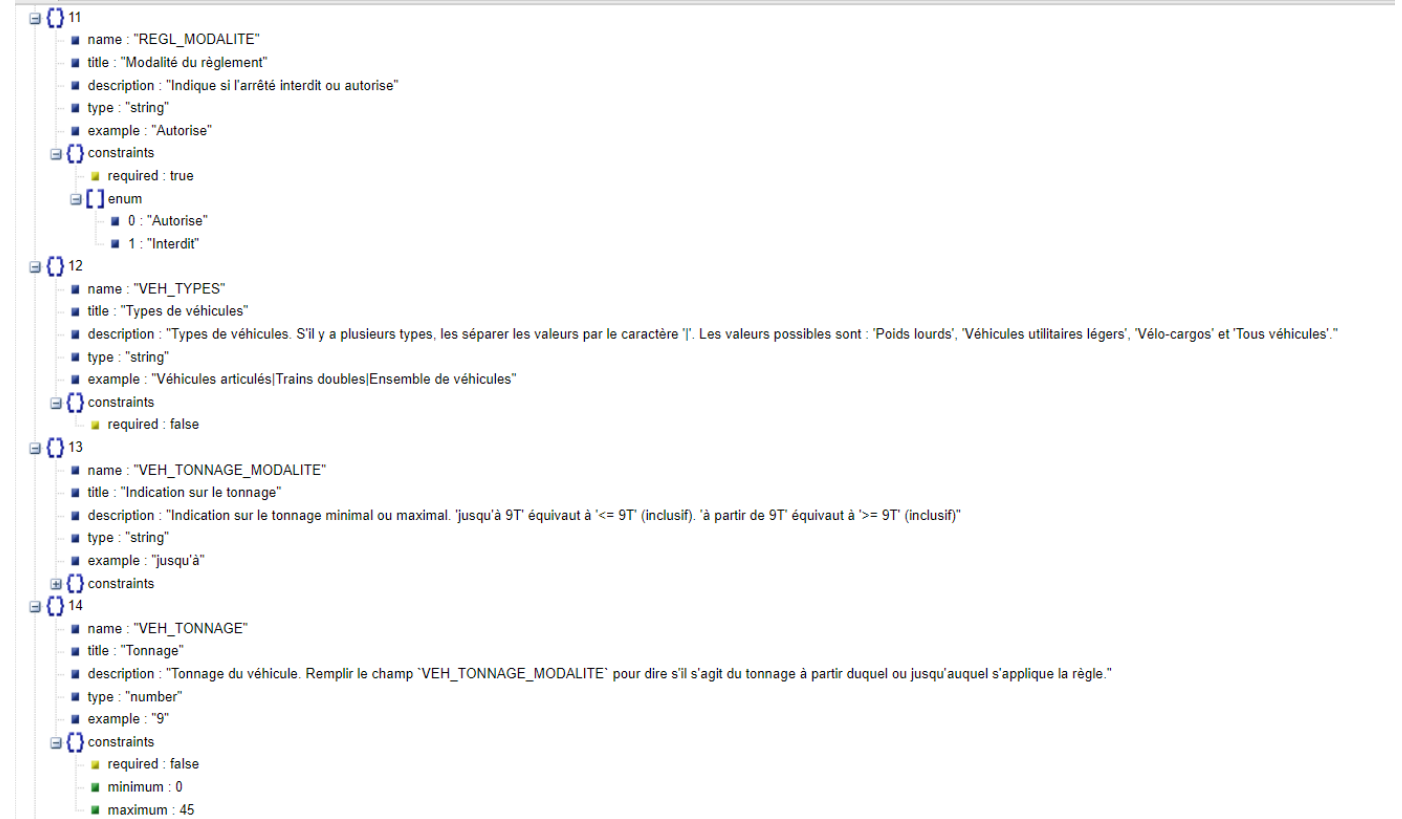 11
name : "REGL_MODALITE"
title : "Modalité du règlement"
description : "Indique si l'arrêté interdit ou autorise"
type : "string"
example : "Autorise"
constraints
required : true
enum
0 : "Autorise"
1 : "Interdit"
12
name : "VEH_TYPES"
title : "Types de véhicules"
description : "Types de véhicules. S'il y a plusieurs types, les séparer les valeurs par le caractère '|'. Les valeurs possibles sont : 'Poids lourds', 'Véhicules utilitaires légers', 'Vélo-cargos' et 'Tous véhicules'."
type : "string"
example : "Véhicules articulés|Trains doubles|Ensemble de véhicules"
constraints
required : false
13
name : "VEH_TONNAGE_MODALITE"
title : "Indication sur le tonnage"
description : "Indication sur le tonnage minimal ou maximal. 'jusqu'à 9T' équivaut à '<= 9T' (inclusif). 'à partir de 9T' équivaut à '>= 9T' (inclusif)"
type : "string"
example : "jusqu'à"
constraints
14
name : "VEH_TONNAGE"
title : "Tonnage"
description : "Tonnage du véhicule. Remplir le champ `VEH_TONNAGE_MODALITE` pour dire s'il s'agit du tonnage à partir duquel ou jusqu'auquel s'applique la règle."
type : "number"
example : "9"
constraints
required : false
minimum : 0
maximum : 45